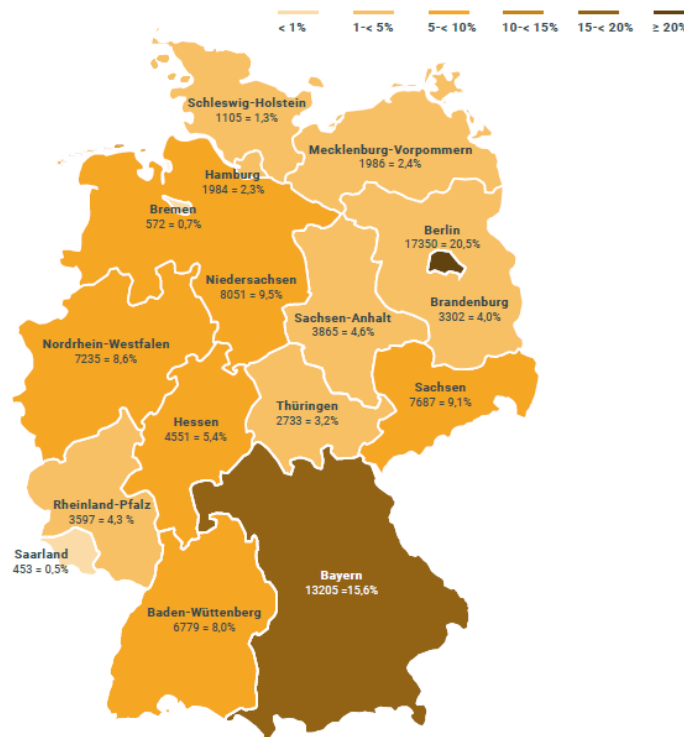 < 1%
1-< 5%
5-< 10%
10-< 15%
15-< 20%
≥ 20%
Schleswig-Holstein
1105 = 1,3%
Mecklenburg-Vorpommern
1986 = 2,4%
Hamburg
1984 = 2,3%
Bremen
572 = 0,7%
Berlin
17350 = 20,5%
Niedersachsen
8051 = 9,5%
Brandenburg
3302 = 4,0%
Sachsen-Anhalt
3865 = 4,6%
Nordrhein-Westfalen
7235 = 8,6%
Sachsen
7687 = 9,1%
Thüringen
2733 = 3,2%
Hessen
4551 = 5,4%
Rheinland-Pfalz
3597 = 4,3 %
Saarland
453 = 0,5%
Bayern
13205 =15,6%
Baden-Wüttenberg
6779 = 8,0%